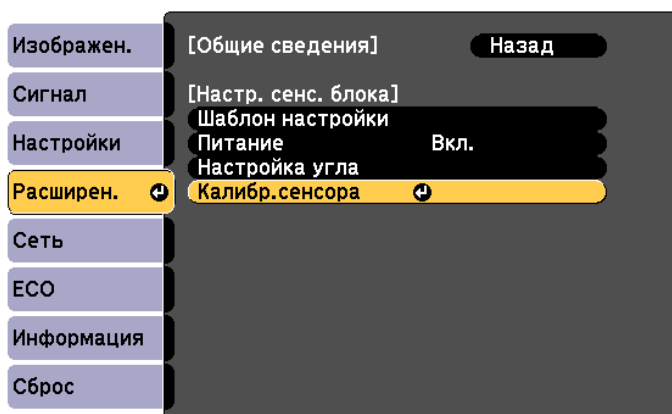 Изображен.
Сигнал
Настройки
Расширен.
Сеть
ECO
Информация
Сброс
[Общие сведения] Назад
[Настр. сенс. блока]
Шаблон настройки
Питание Вкл.
Настройка угла
Калибр.сенсора